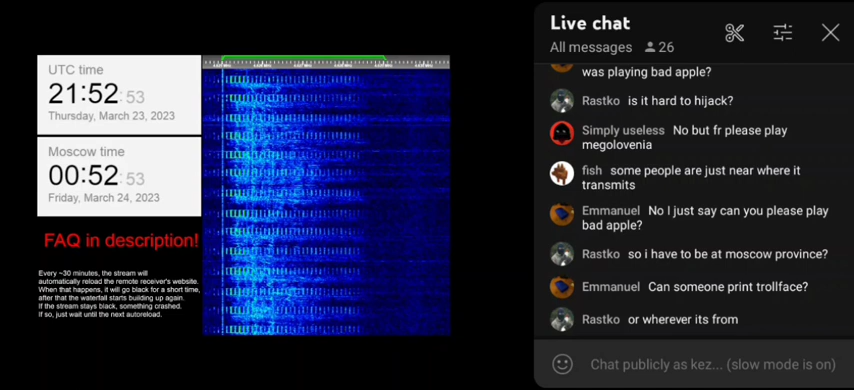 UTC time
21:52:53
Thursday, March 23, 2023
Moscow time
00:52:53
Friday, March 24, 2023
FAQ in description!
Every ~30 minutes, the stream will
automatically reload the remote receiver's website.
When that happens, it will go black for a short time,
after that the waterfall starts building up again.
If the stream stays black, something crashed.
If so, just wait until the next autoreload.
Live chat
All messages 26
was playing bad apple?
Rastko is it hard to hijack?
Simply useless No but fr please play
megolovenia
fish some people are just near where it
transmits
Emmanuel No I just say can you please play
bad apple?
Rastko so i have to be at moscow province?
Emmanuel Can someone print trollface?
Rastko or wherever its from
Chat publicly as kez... (slow mode is on)